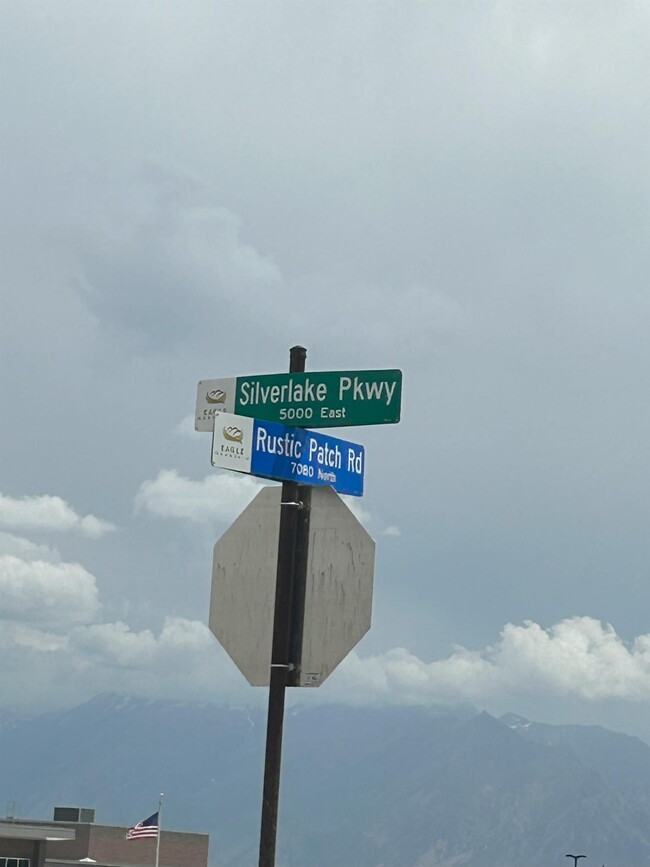 Silverlake Pkwy
5000 East
EAGLE
Rustic Patch Rd
7080 North
EAGLE